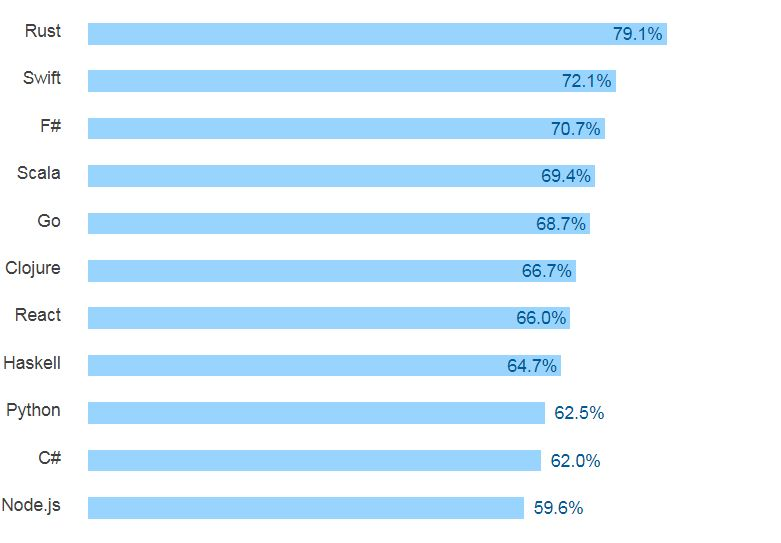 Rust 79.1%
Swift 72.1%
F# 70.7%
Scala 69.4%
Go 68.7%
Clojure 66.7%
React 66.0%
Haskell 64.7%
Python 62.5%
C# 62.0%
Node.js 59.6%